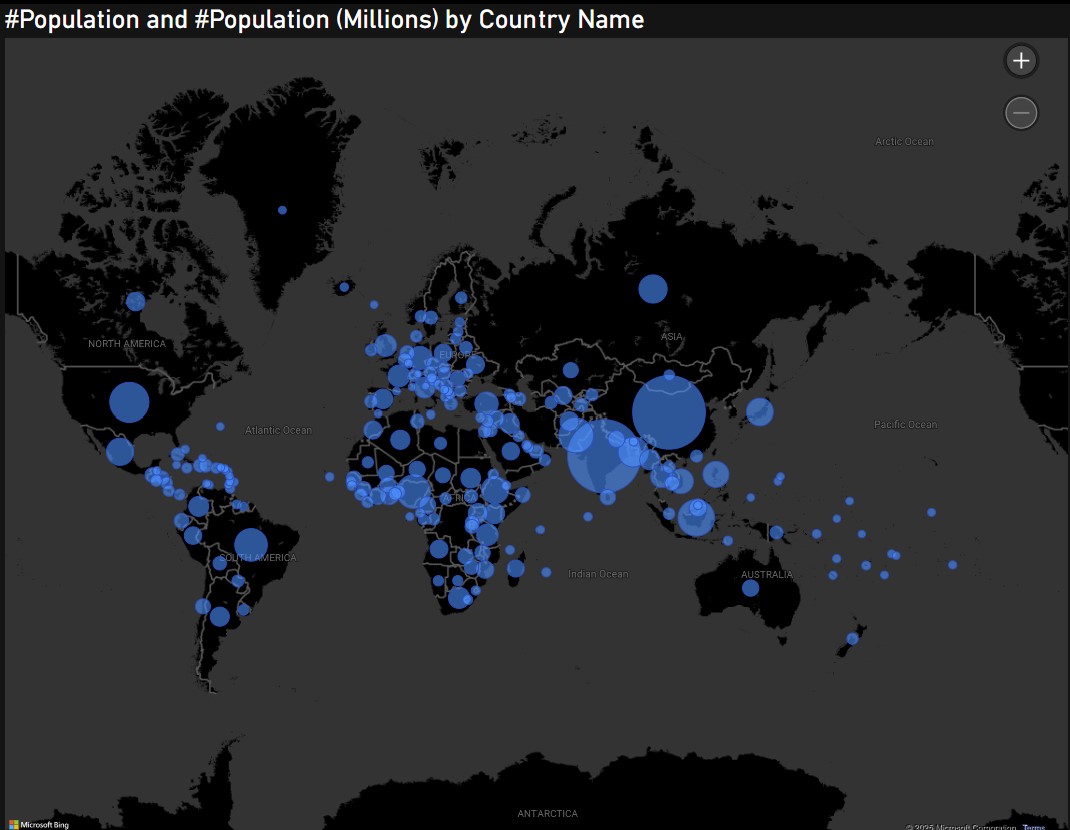 #Population and #Population (Millions) by Country Name
Arctic Ocean
NORTH AMERICA
ASIA
EUROPE
Atlantic Ocean
Pacific Ocean
AFRICA
SOUTH AMERICA
Indian Ocean
AUSTRALIA
ANTARCTICA
Microsoft Bing
© 2025 Microsoft Corporation Terms